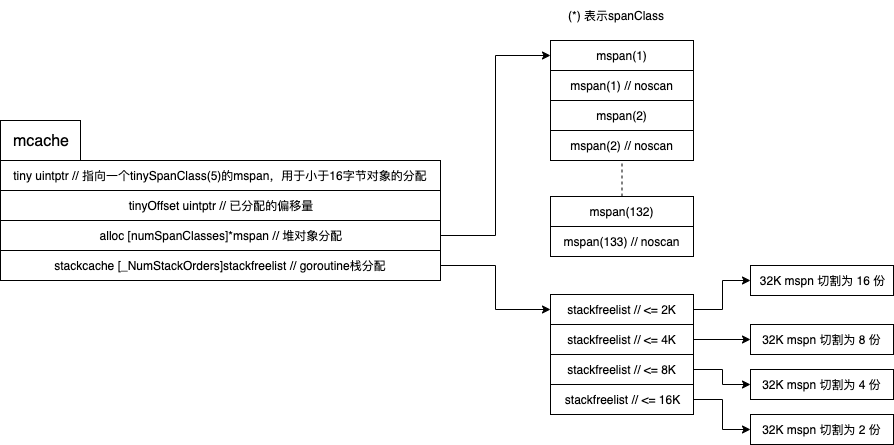 (*) 表示spanClass
mspan(1)
mspan(1) // noscan
mspan(2)
mspan(2) // noscan
mspan(132)
mspan(133) // noscan
mcache
tiny uintptr // 指向一个tinySpanClass(5)的mspan，用于小于16字节对象的分配
tinyOffset uintptr // 已分配的偏移量
alloc [numSpanClasses]*mspan // 堆对象分配
stackcache [_NumStackOrders]stackfreelist // goroutine栈分配
stackfreelist // <= 2K
stackfreelist // <= 4K
stackfreelist // <= 8K
stackfreelist // <= 16K
32K mspn 切割为 16 份
32K mspn 切割为 8 份
32K mspn 切割为 4 份
32K mspn 切割为 2 份